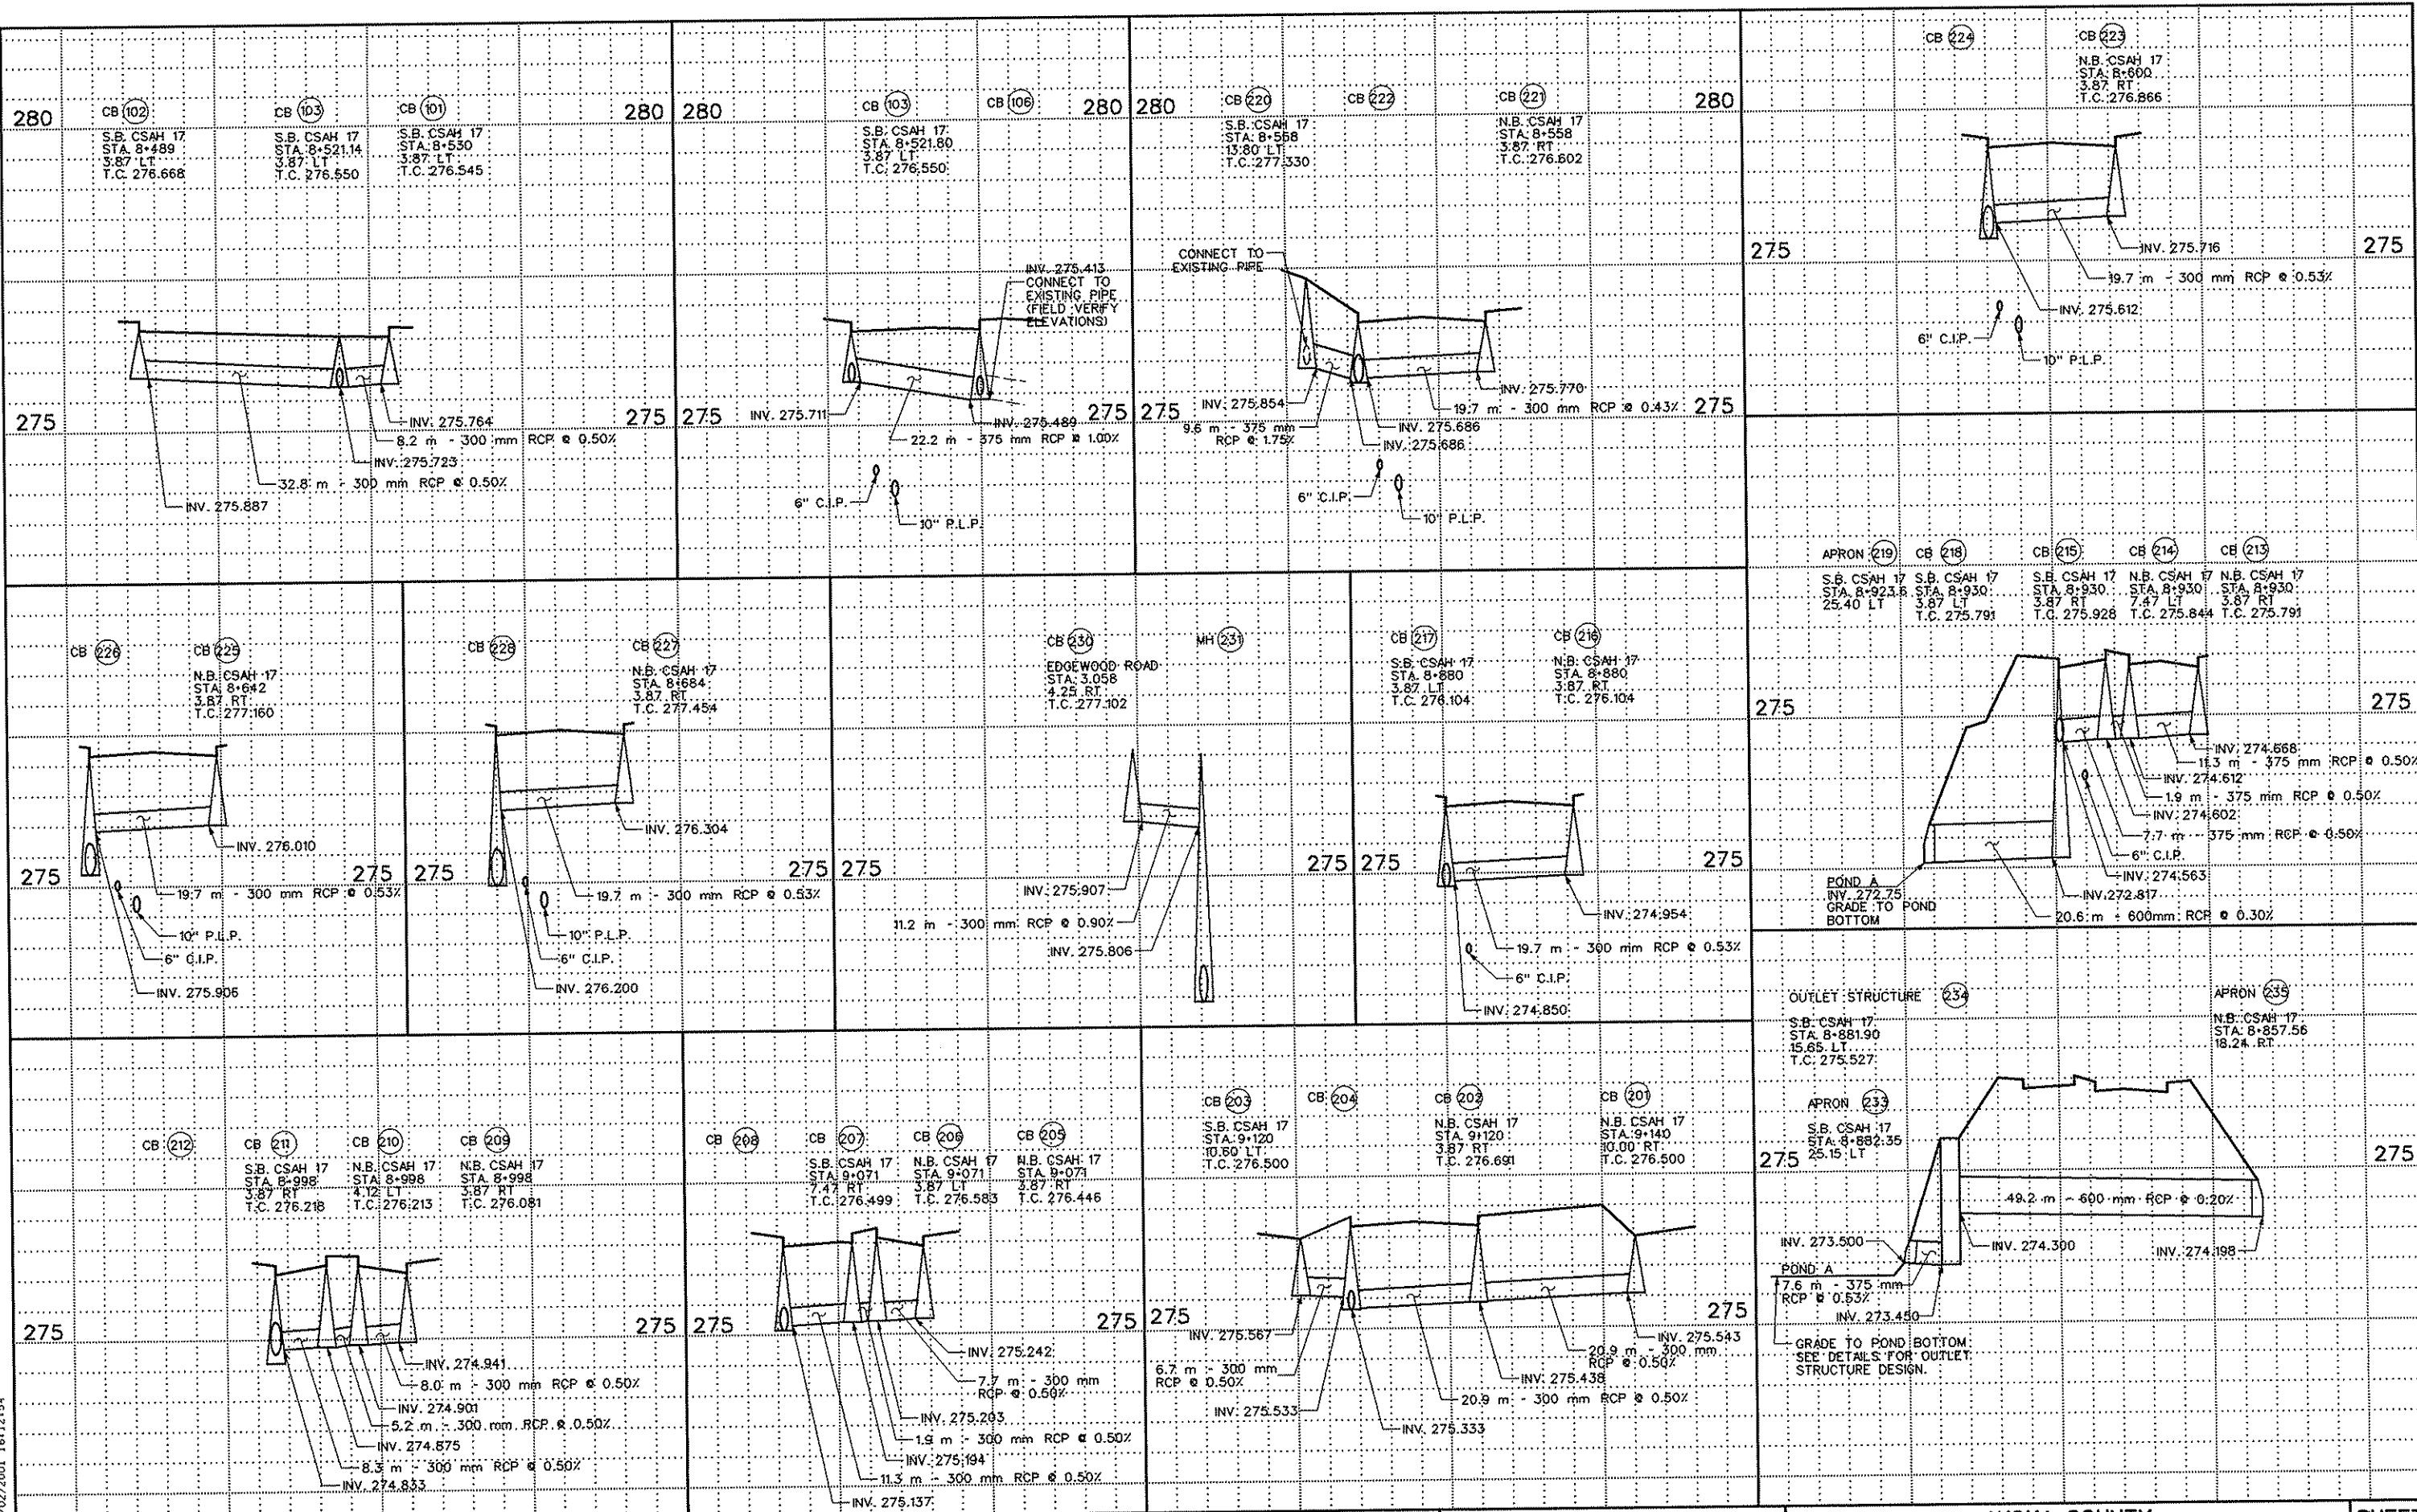 CB 102
S.B. CSAH 17
STA. 8+489
3.87 LT
T.C. 276.668
CB 103
S.B. CSAH 17
STA. 8+521.14
3.87 LT
T.C. 276.550
CB 101
S.B. CSAH 17
STA. 8+530
3.87 LT
T.C. 276.545
280
280
275
275
INV. 275.764
8.2 m - 300 mm RCP @ 0.50%
INV. 275.723
32.8 m - 300 mm RCP @ 0.50%
INV. 275.887
280
280
CB 103
S.B. CSAH 17
STA. 8+521.80
3.87 LT
T.C. 276.550
CB 106
INV. 275.413
CONNECT TO
EXISTING PIPE
(FIELD VERIFY
ELEVATIONS)
275
275
INV. 275.711
INV. 275.489
22.2 m - 375 mm RCP @ 1.00%
6" C.I.P.
10" P.L.P.
280
280
CB 220
S.B. CSAH 17
STA. 8+558
13.80 LT
T.C. 277.330
CB 222
CB 221
N.B. CSAH 17
STA. 8+558
3.87 RT
T.C. 276.602
CONNECT TO
EXISTING PIPE
275
275
INV. 275.770
INV. 275.854
19.7 m - 300 mm RCP @ 0.43%
9.6 m - 375 mm
RCP @ 1.75%
INV. 275.686
INV. 275.686
6" C.I.P.
10" P.L.P.
CB 224
CB 223
N.B. CSAH 17
STA. 8+600
3.87 RT
T.C. 276.866
275
275
INV. 275.716
19.7 m - 300 mm RCP @ 0.53%
INV. 275.612
6" C.I.P.
10" P.L.P.
CB 226
CB 225
N.B. CSAH 17
STA. 8+642
3.87 RT
T.C. 277.160
INV. 276.010
275
275
19.7 m - 300 mm RCP @ 0.53%
10" P.L.P.
6" C.I.P.
INV. 275.906
CB 228
CB 227
N.B. CSAH 17
STA. 8+684
3.87 RT
T.C. 277.454
INV. 276.304
275
275
19.7 m - 300 mm RCP @ 0.53%
10" P.L.P.
6" C.I.P.
INV. 276.200
CB 230
EDGEWOOD ROAD
STA. 3.058
4.25 RT
T.C. 277.102
MH 231
275
275
INV. 275.907
11.2 m - 300 mm RCP @ 0.90%
INV. 275.806
CB 217
S.B. CSAH 17
STA. 8+880
3.87 LT
T.C. 276.104
CB 216
N.B. CSAH 17
STA. 8+880
3.87 RT
T.C. 276.104
275
275
INV. 274.954
19.7 m - 300 mm RCP @ 0.53%
6" C.I.P.
INV. 274.850
APRON 219
S.B. CSAH 17
STA. 8+923.6
25.40 LT
CB 218
S.B. CSAH 17
STA. 8+930
3.87 LT
T.C. 275.791
CB 215
S.B. CSAH 17
STA. 8+930
3.87 RT
T.C. 275.928
CB 214
N.B. CSAH 17
STA. 8+930
7.47 LT
T.C. 275.844
CB 213
N.B. CSAH 17
STA. 8+930
3.87 RT
T.C. 275.791
275
275
INV. 274.668
11.3 m - 375 mm RCP @ 0.50%
INV. 274.612
1.9 m - 375 mm RCP @ 0.50%
INV. 274.602
7.7 m - 375 mm RCP @ 0.50%
6" C.I.P.
INV. 274.563
POND A
INV. 272.75
GRADE TO POND
BOTTOM
INV. 272.817
20.6 m - 600mm RCP @ 0.30%
CB 212
CB 211
S.B. CSAH 17
STA. 8+998
3.87 RT
T.C. 276.218
CB 210
N.B. CSAH 17
STA. 8+998
4.12 LT
T.C. 276.213
CB 209
N.B. CSAH 17
STA. 8+998
3.87 RT
T.C. 276.081
275
275
INV. 274.941
8.0 m - 300 mm RCP @ 0.50%
INV. 274.901
5.2 m - 300 mm RCP @ 0.50%
INV. 274.875
8.3 m - 300 mm RCP @ 0.50%
INV. 274.833
CB 208
CB 207
S.B. CSAH 17
STA. 9+071
7.47 RT
T.C. 276.499
CB 206
N.B. CSAH 17
STA. 9+071
3.87 LT
T.C. 276.583
CB 205
N.B. CSAH 17
STA. 9+071
3.87 RT
T.C. 276.446
275
275
INV. 275.242
7.7 m - 300 mm
RCP @ 0.50%
INV. 275.203
1.9 m - 300 mm RCP @ 0.50%
INV. 275.194
11.3 m - 300 mm RCP @ 0.50%
INV. 275.137
CB 203
S.B. CSAH 17
STA. 9+120
10.60 LT
T.C. 276.500
CB 204
CB 202
N.B. CSAH 17
STA. 9+120
3.87 RT
T.C. 276.691
CB 201
N.B. CSAH 17
STA. 9+140
10.00 RT
T.C. 276.500
275
275
INV. 275.567
INV. 275.543
20.9 m - 300 mm
RCP @ 0.50%
6.7 m - 300 mm
RCP @ 0.50%
INV. 275.438
20.9 m - 300 mm RCP @ 0.50%
INV. 275.533
INV. 275.333
OUTLET STRUCTURE 234
S.B. CSAH 17
STA. 8+881.90
15.65 LT
T.C. 275.527
APRON 235
N.B. CSAH 17
STA. 8+857.56
18.24 RT
APRON 233
S.B. CSAH 17
STA. 8+882.35
25.15 LT
275
275
49.2 m - 600 mm RCP @ 0.20%
INV. 273.500
INV. 274.300
INV. 274.198
POND A
7.6 m - 375 mm
RCP @ 0.53%
INV. 273.450
GRADE TO POND BOTTOM
SEE DETAILS FOR OUTLET
STRUCTURE DESIGN.